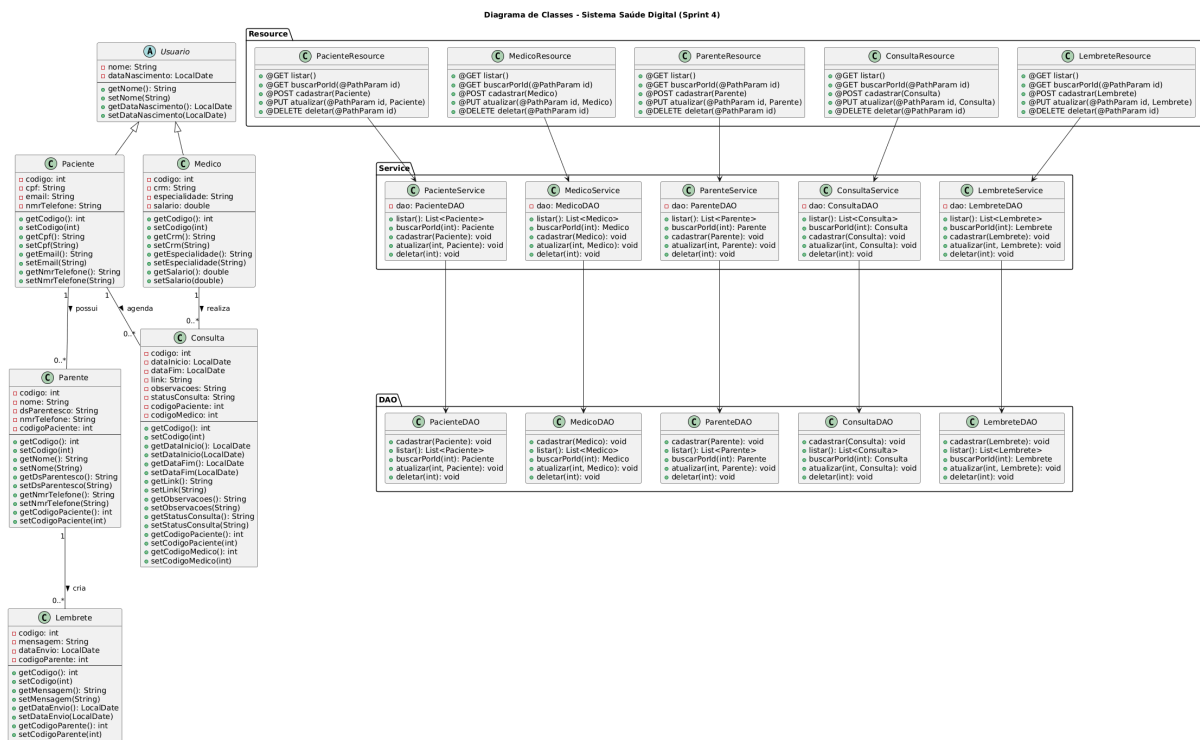 Diagrama de Classes - Sistema Saúde Digital (Sprint 4)
A Usuario
nome: String
dataNascimento: LocalDate
getNome(): String
setNome(String)
getDataNascimento(): LocalDate
setDataNascimento(LocalDate)
Resource
C PacienteResource
@GET listar()
@GET buscarPorId(@PathParam id)
@POST cadastrar(Paciente)
@PUT atualizar(@PathParam id, Paciente)
@DELETE deletar(@PathParam id)
C MedicoResource
@GET listar()
@GET buscarPorId(@PathParam id)
@POST cadastrar(Medico)
@PUT atualizar(@PathParam id, Medico)
@DELETE deletar(@PathParam id)
C ParenteResource
@GET listar()
@GET buscarPorId(@PathParam id)
@POST cadastrar(Parente)
@PUT atualizar(@PathParam id, Parente)
@DELETE deletar(@PathParam id)
C ConsultaResource
@GET listar()
@GET buscarPorId(@PathParam id)
@POST cadastrar(Consulta)
@PUT atualizar(@PathParam id, Consulta)
@DELETE deletar(@PathParam id)
C LembreteResource
@GET listar()
@GET buscarPorId(@PathParam id)
@POST cadastrar(Lembrete)
@PUT atualizar(@PathParam id, Lembrete)
@DELETE deletar(@PathParam id)
C Paciente
codigo: int
cpf: String
email: String
nmrTelefone: String
getCodigo(): int
setCodigo(int)
getCpf(): String
setCpf(String)
getEmail(): String
setEmail(String)
getNmrTelefone(): String
setNmrTelefone(String)
C Medico
codigo: int
crm: String
especialidade: String
salario: double
getCodigo(): int
setCodigo(int)
getCrm(): String
setCrm(String)
getEspecialidade(): String
setEspecialidade(String)
getSalario(): double
setSalario(double)
Service
C PacienteService
dao: PacienteDAO
listar(): List<Paciente>
buscarPorId(int): Paciente
cadastrar(Paciente): void
atualizar(int, Paciente): void
deletar(int): void
C MedicoService
dao: MedicoDAO
listar(): List<Medico>
buscarPorId(int): Medico
cadastrar(Medico): void
atualizar(int, Medico): void
deletar(int): void
C ParenteService
dao: ParenteDAO
listar(): List<Parente>
buscarPorId(int): Parente
cadastrar(Parente): void
atualizar(int, Parente): void
deletar(int): void
C ConsultaService
dao: ConsultaDAO
listar(): List<Consulta>
buscarPorId(int): Consulta
cadastrar(Consulta): void
atualizar(int, Consulta): void
deletar(int): void
C LembreteService
dao: LembreteDAO
listar(): List<Lembrete>
buscarPorId(int): Lembrete
cadastrar(Lembrete): void
atualizar(int, Lembrete): void
deletar(int): void
1
possui
0..*
1
agenda
0..*
1
realiza
0..*
C Parente
codigo: int
nome: String
dsParentesco: String
nmrTelefone: String
codigoPaciente: int
getCodigo(): int
setCodigo(int)
getNome(): String
setNome(String)
getDsParentesco(): String
setDsParentesco(String)
getNmrTelefone(): String
setNmrTelefone(String)
getCodigoPaciente(): int
setCodigoPaciente(int)
C Consulta
codigo: int
dataInicio: LocalDate
dataFim: LocalDate
link: String
observacoes: String
statusConsulta: String
codigoPaciente: int
codigoMedico: int
getCodigo(): int
setCodigo(int)
getDataInicio(): LocalDate
setDataInicio(LocalDate)
getDataFim(): LocalDate
setDataFim(LocalDate)
getLink(): String
setLink(String)
getObservacoes(): String
setObservacoes(String)
getStatusConsulta(): String
setStatusConsulta(String)
getCodigoPaciente(): int
setCodigoPaciente(int)
getCodigoMedico(): int
setCodigoMedico(int)
DAO
C PacienteDAO
cadastrar(Paciente): void
listar(): List<Paciente>
buscarPorId(int): Paciente
atualizar(int, Paciente): void
deletar(int): void
C MedicoDAO
cadastrar(Medico): void
listar(): List<Medico>
buscarPorId(int): Medico
atualizar(int, Medico): void
deletar(int): void
C ParenteDAO
cadastrar(Parente): void
listar(): List<Parente>
buscarPorId(int): Parente
atualizar(int, Parente): void
deletar(int): void
C ConsultaDAO
cadastrar(Consulta): void
listar(): List<Consulta>
buscarPorId(int): Consulta
atualizar(int, Consulta): void
deletar(int): void
C LembreteDAO
cadastrar(Lembrete): void
listar(): List<Lembrete>
buscarPorId(int): Lembrete
atualizar(int, Lembrete): void
deletar(int): void
1
cria
0..*
C Lembrete
codigo: int
mensagem: String
dataEnvio: LocalDate
codigoParente: int
getCodigo(): int
setCodigo(int)
getMensagem(): String
setMensagem(String)
getDataEnvio(): LocalDate
setDataEnvio(LocalDate)
getCodigoParente(): int
setCodigoParente(int)